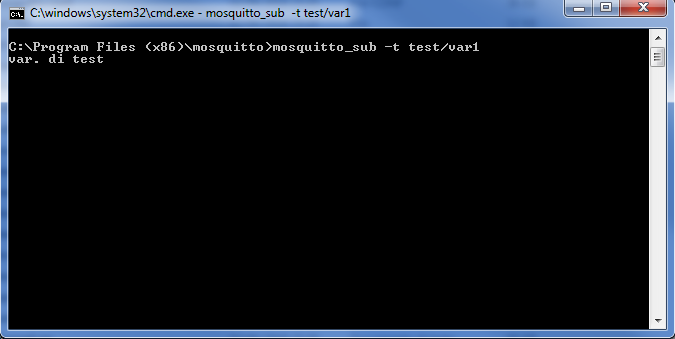 C:\windows\system32\cmd.exe - mosquitto_sub -t test/var1
C:\Program Files (x86)\mosquitto>mosquitto_sub -t test/var1
var. di test